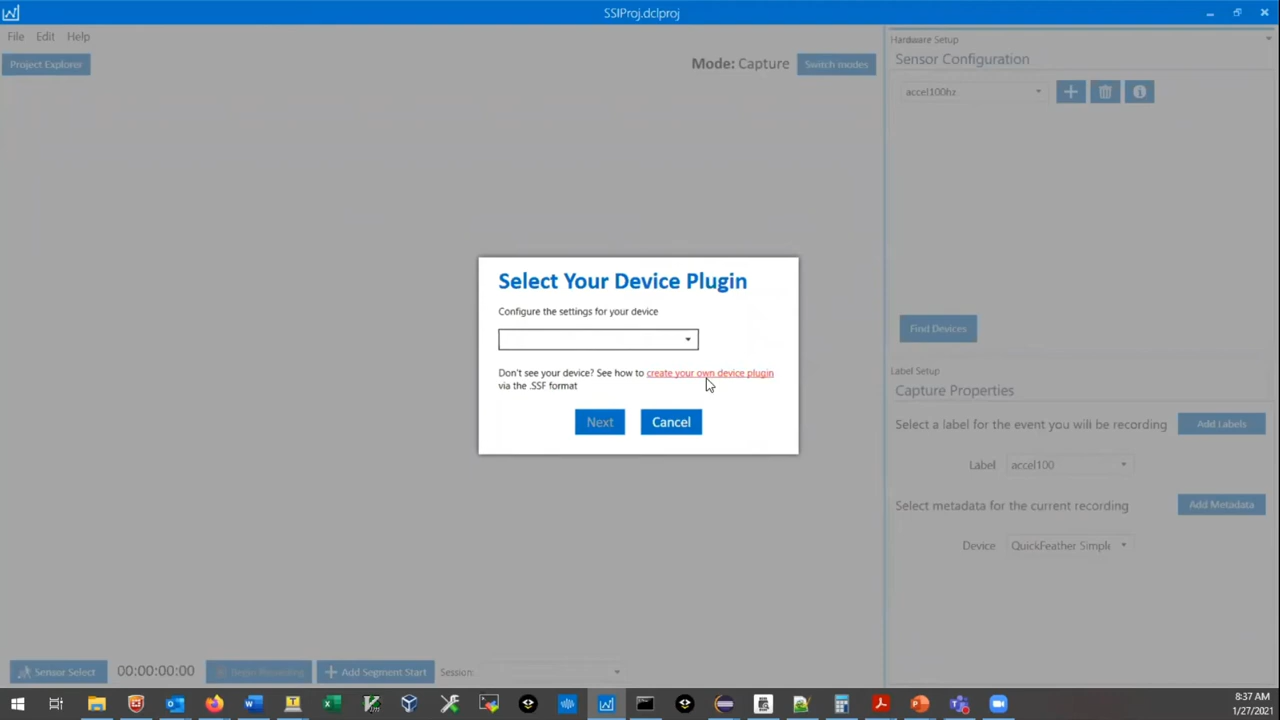 SSIProj.dclproj
File Edit Help
Project Explorer
Mode: Capture
Switch modes
Hardware Setup
Sensor Configuration
accel100hz
Select Your Device Plugin
Configure the settings for your device
Don't see your device? See how to create your own device plugin
via the .SSF format
Next
Cancel
Find Devices
Label Setup
Capture Properties
Select a label for the event you will be recording
Add Labels
Label
accel100
Select metadata for the current recording
Add Metadata
Device
QuickFeather Simple
Sensor Select
00:00:00:00
Begin Recording
Add Segment Start
Session:
8:37 AM
1/27/2021